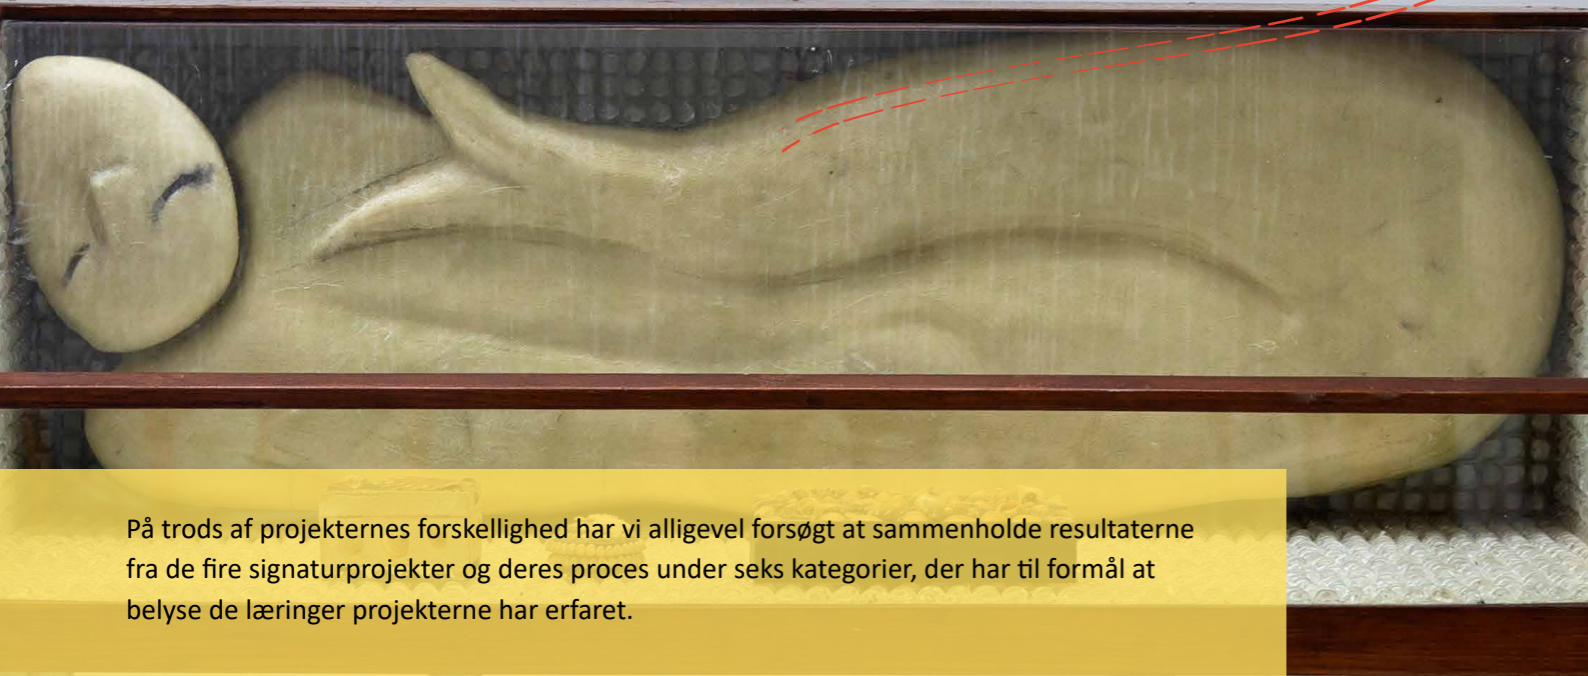 På trods af projekternes forskellighed har vi alligevel forsøgt at sammenholde resultaterne
fra de fire signaturprojekter og deres proces under seks kategorier, der har til formål at
belyse de læringer projekterne har erfaret.